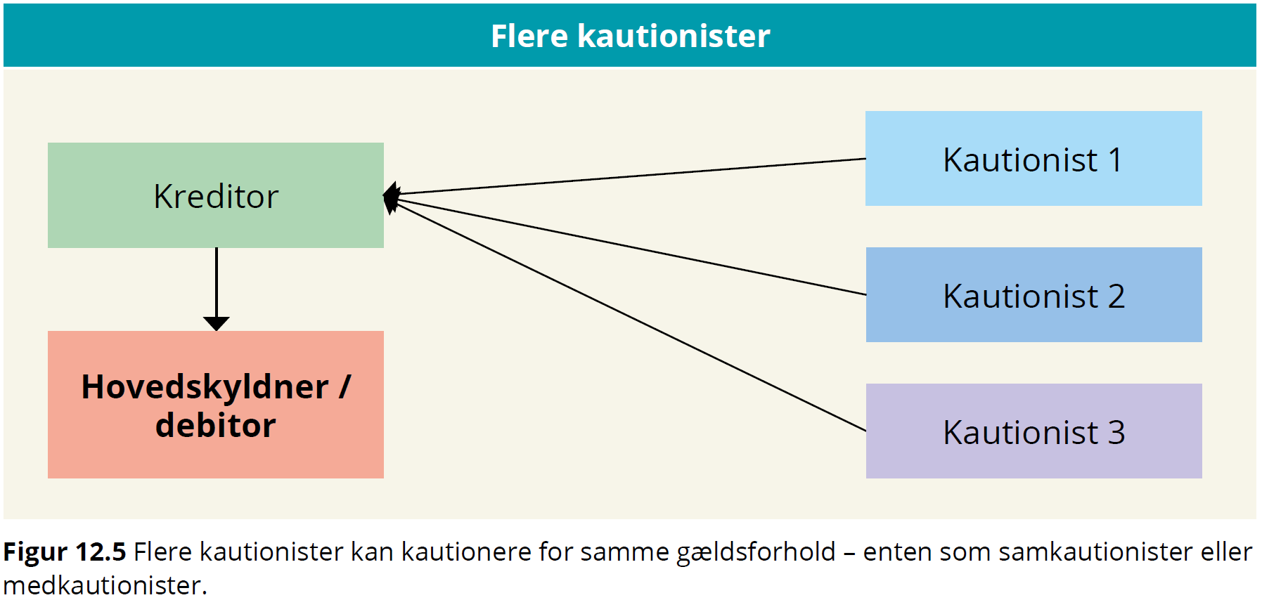 Flere kautionister
Kreditor
Hovedskyldner /
debitor
Kautionist 1
Kautionist 2
Kautionist 3
Figur 12.5 Flere kautionister kan kautionere for samme gældsforhold – enten som samkautionister eller
medkautionister.